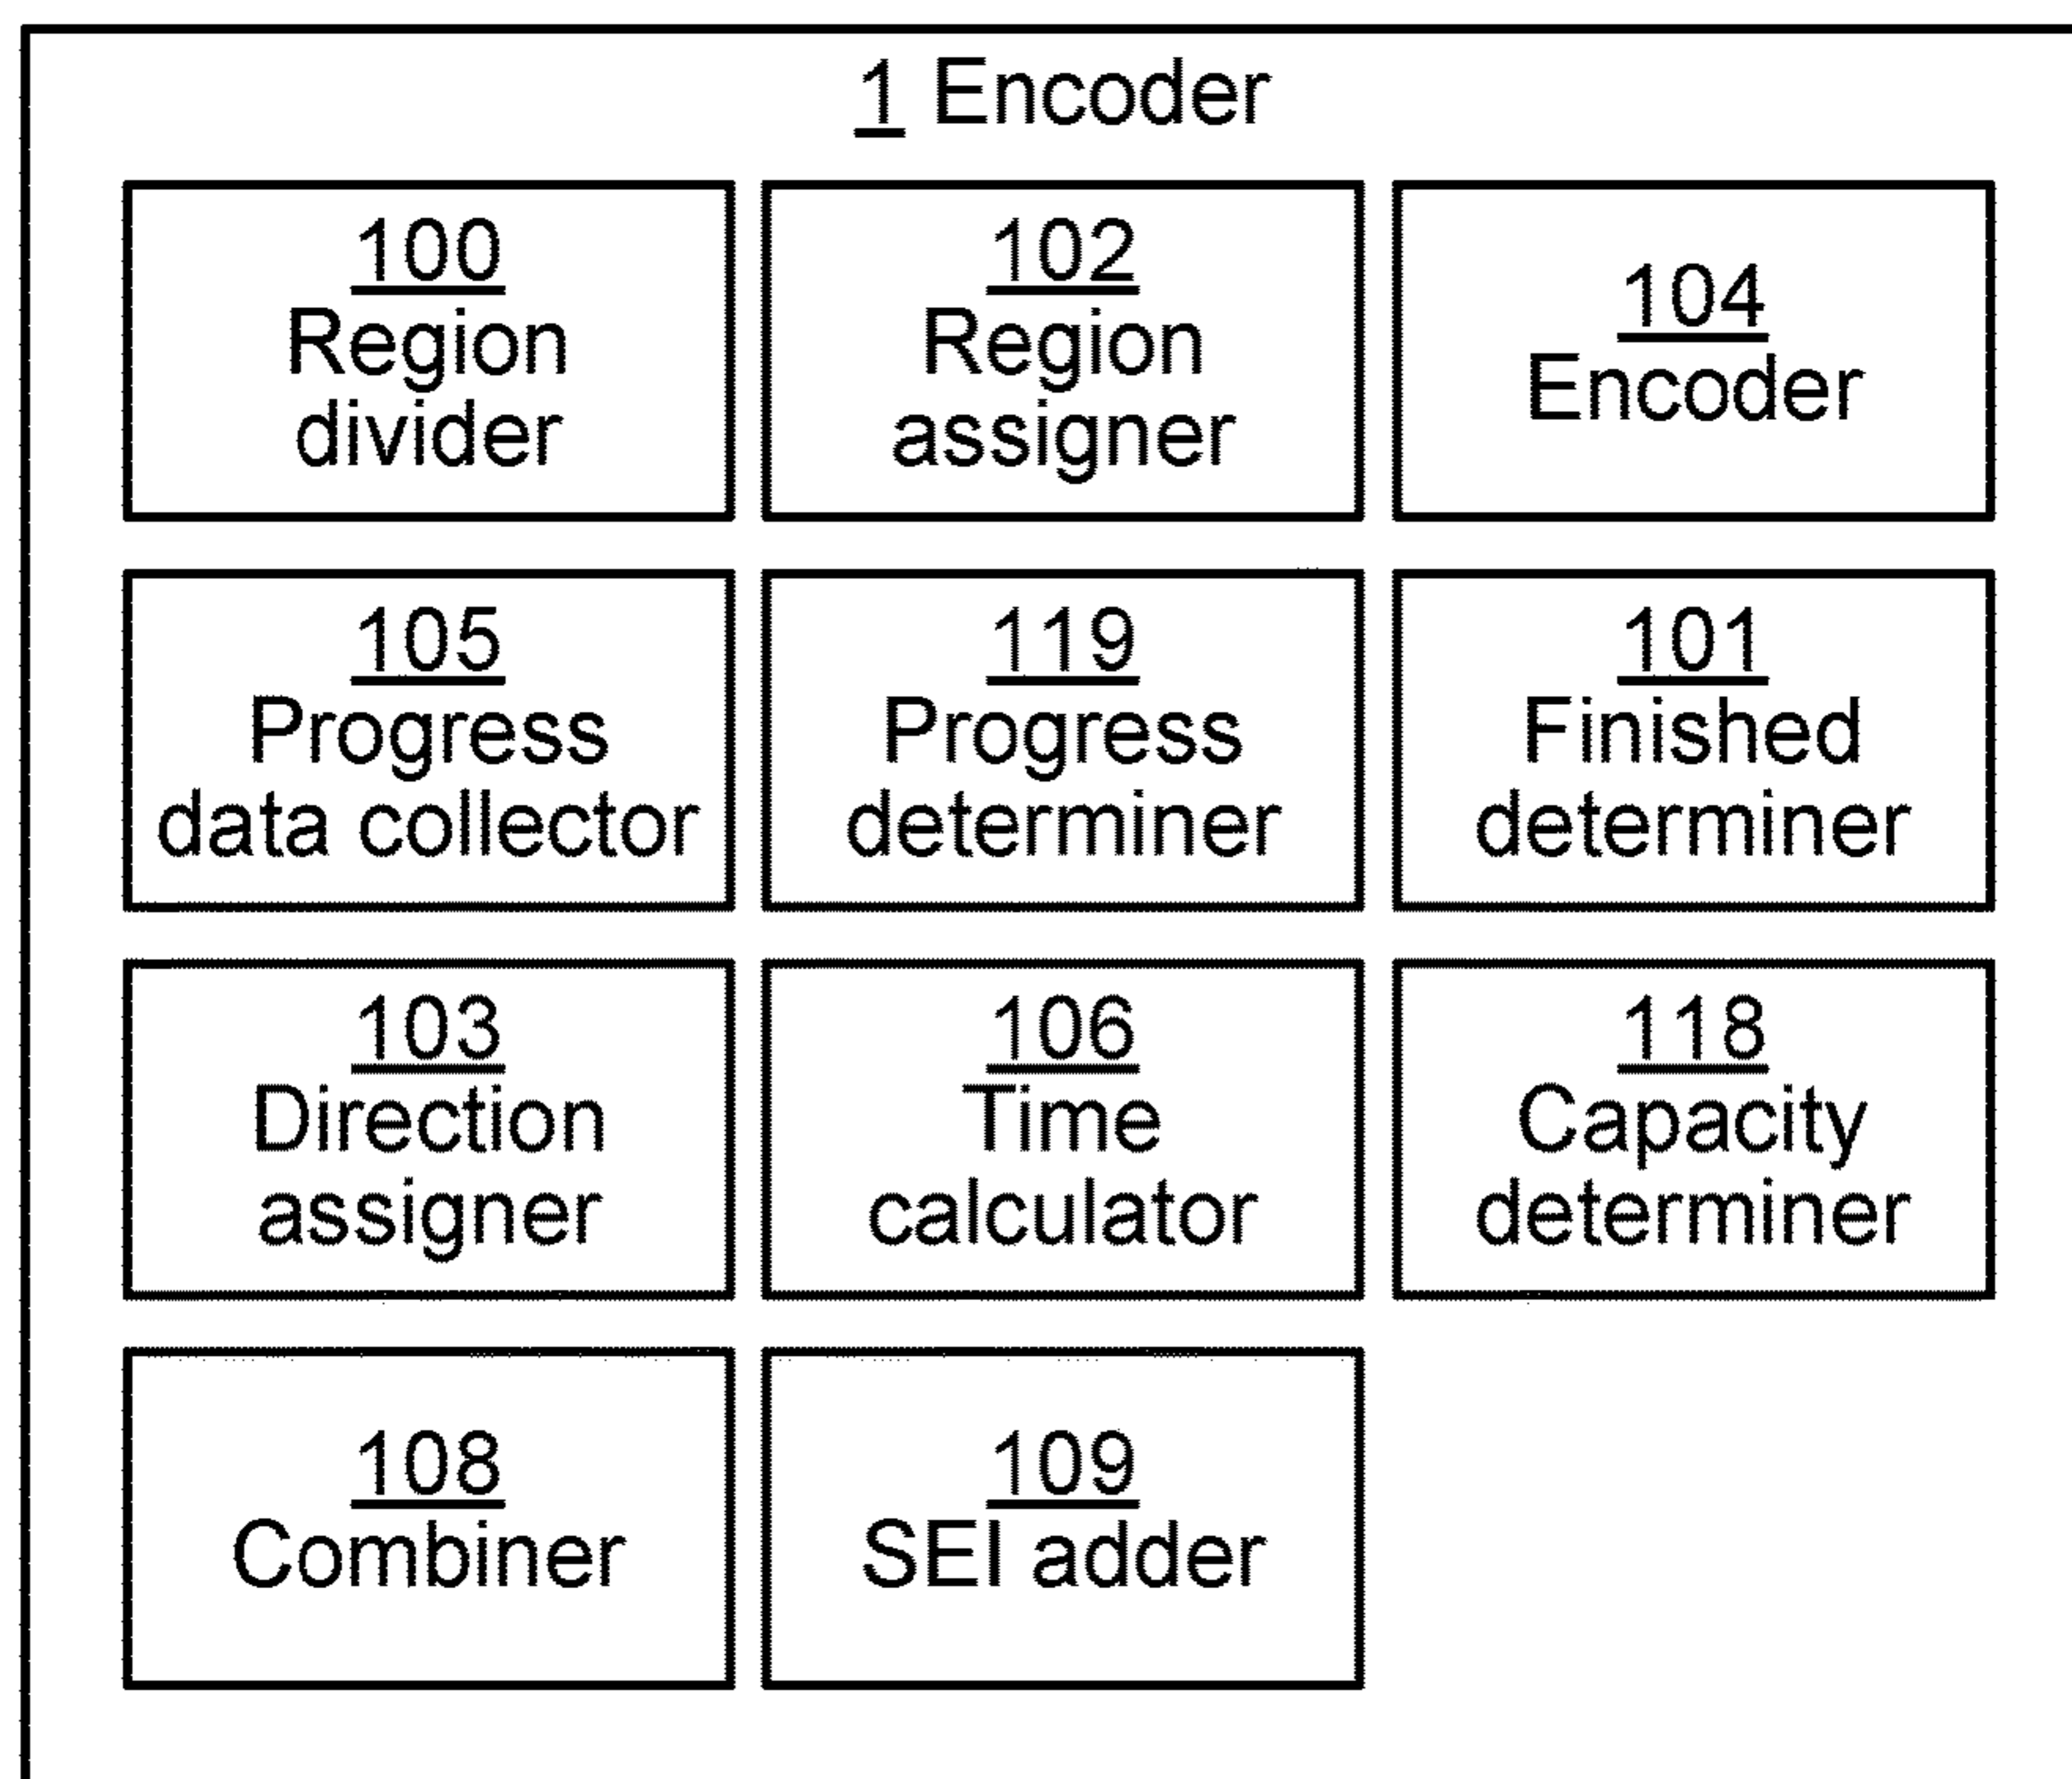 1 Encoder
100
Region
divider
102
Region
assigner
104
Encoder
105
Progress
data collector
119
Progress
determiner
101
Finished
determiner
103
Direction
assigner
106
Time
calculator
118
Capacity
determiner
108
Combiner
109
SEI adder